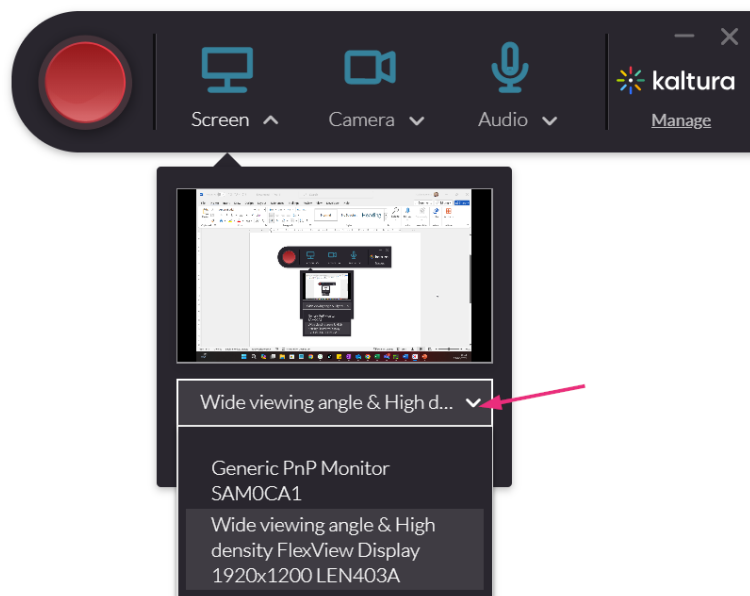 kaltura
Screen
Camera
Audio
Manage
Wide viewing angle & High d...
Generic PnP Monitor
SAM0CA1
Wide viewing angle & High
density FlexView Display
1920x1200 LEN403A